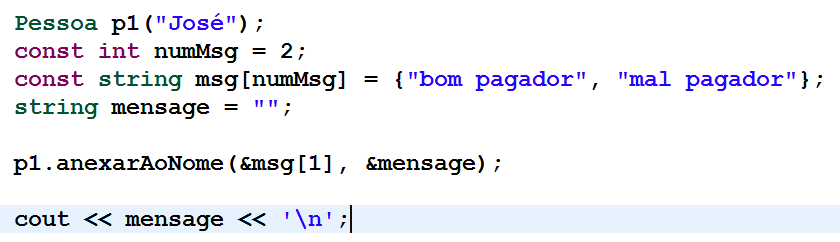 Pessoa p1("José");
const int numMsg = 2;
const string msg[numMsg] = {"bom pagador", "mal pagador"};
string mensage = "";
p1.anexarAoNome(&msg[1], &mensage);
cout << mensage << '\n';